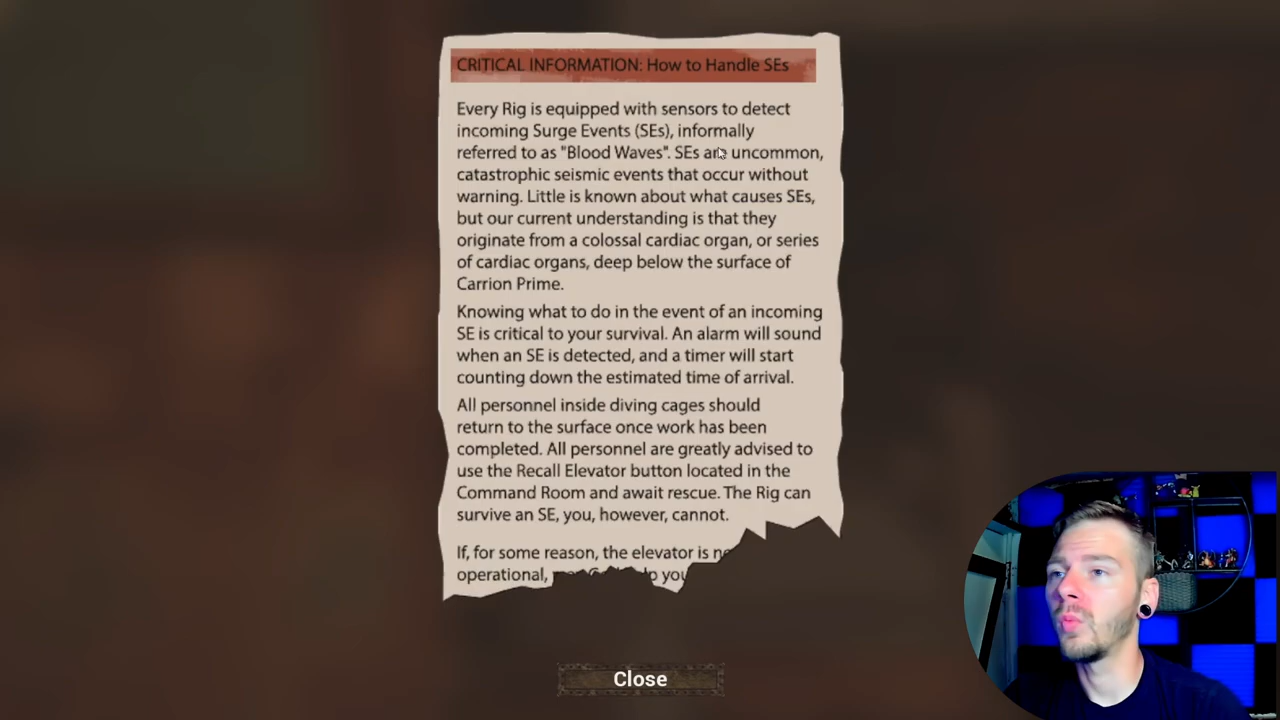 CRITICAL INFORMATION: How to Handle SEs
Every Rig is equipped with sensors to detect
incoming Surge Events (SEs), informally
referred to as "Blood Waves". SEs are uncommon,
catastrophic seismic events that occur without
warning. Little is known about what causes SEs,
but our current understanding is that they
originate from a colossal cardiac organ, or series
of cardiac organs, deep below the surface of
Carrion Prime.
Knowing what to do in the event of an incoming
SE is critical to your survival. An alarm will sound
when an SE is detected, and a timer will start
counting down the estimated time of arrival.
All personnel inside diving cages should
return to the surface once work has been
completed. All personnel are greatly advised to
use the Recall Elevator button located in the
Command Room and await rescue. The Rig can
survive an SE, you, however, cannot.
If, for some reason, the elevator is
operational, you
Close